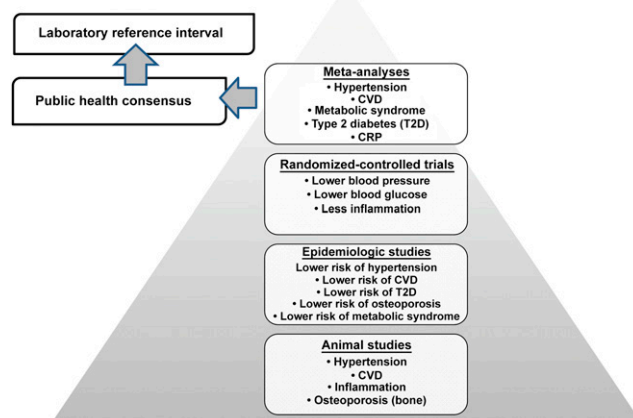 Laboratory reference interval
Public health consensus
Meta-analyses
• Hypertension
• CVD
• Metabolic syndrome
• Type 2 diabetes (T2D)
• CRP
Randomized-controlled trials
• Lower blood pressure
• Lower blood glucose
• Less inflammation
Epidemiologic studies
Lower risk of hypertension
• Lower risk of CVD
• Lower risk of T2D
• Lower risk of osteoporosis
• Lower risk of metabolic syndrome
Animal studies
• Hypertension
• CVD
• Inflammation
• Osteoporosis (bone)